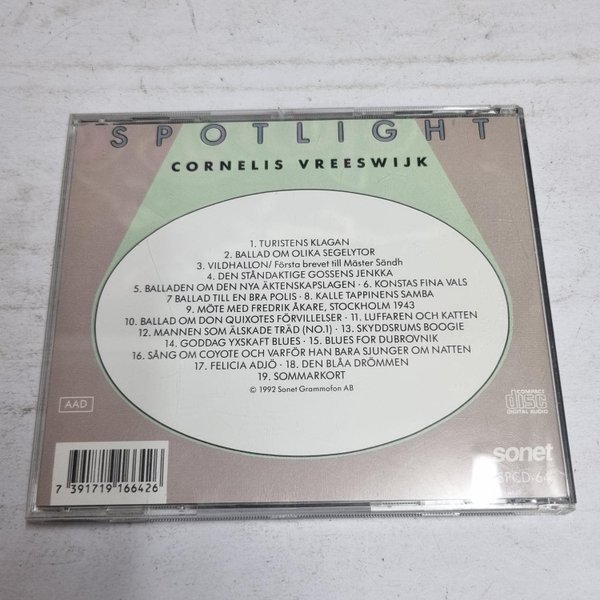 SPOTLIGHT
CORNELIS VREESWIJK
1. TURISTENS KLAGAN
2. BALLAD OM OLIKA SEGELYTOR
3. VILDHALLON/ Första brevet till Mäster Sändh
4. DEN STÅNDAKTIGE GOSSENS JENKKA
5. BALLADEN OM DEN NYA ÄKTENSKAPSLAGEN · 6. KONSTAS FINA VALS
7 BALLAD TILL EN BRA POLIS · 8. KALLE TAPPINENS SAMBA
9. MÖTE MED FREDRIK ÅKARE, STOCKHOLM 1943
10. BALLAD OM DON QUIXOTES FÖRVILLELSER · 11. LUFFAREN OCH KATTEN
12. MANNEN SOM ÄLSKADE TRÄD (NO.1) · 13. SKYDDSRUMS BOOGIE
14. GODDAG YXSKAFT BLUES · 15. BLUES FOR DUBROVNIK
16. SÅNG OM COYOTE OCH VARFÖR HAN BARA SJUNGER OM NATTEN
17. FELICIA ADJÖ · 18. DEN BLÅA DRÖMMEN
19. SOMMARKORT
© 1992 Sonet Grammofon AB
AAD
COMPACT
disc
DIGITAL AUDIO
sonet
SPCD-64
7 391719 166426